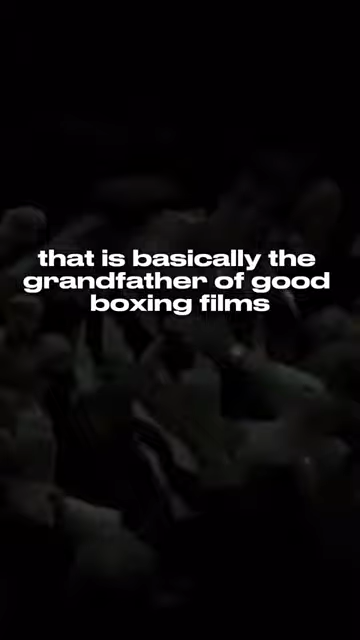 that is basically the
grandfather of good
boxing films